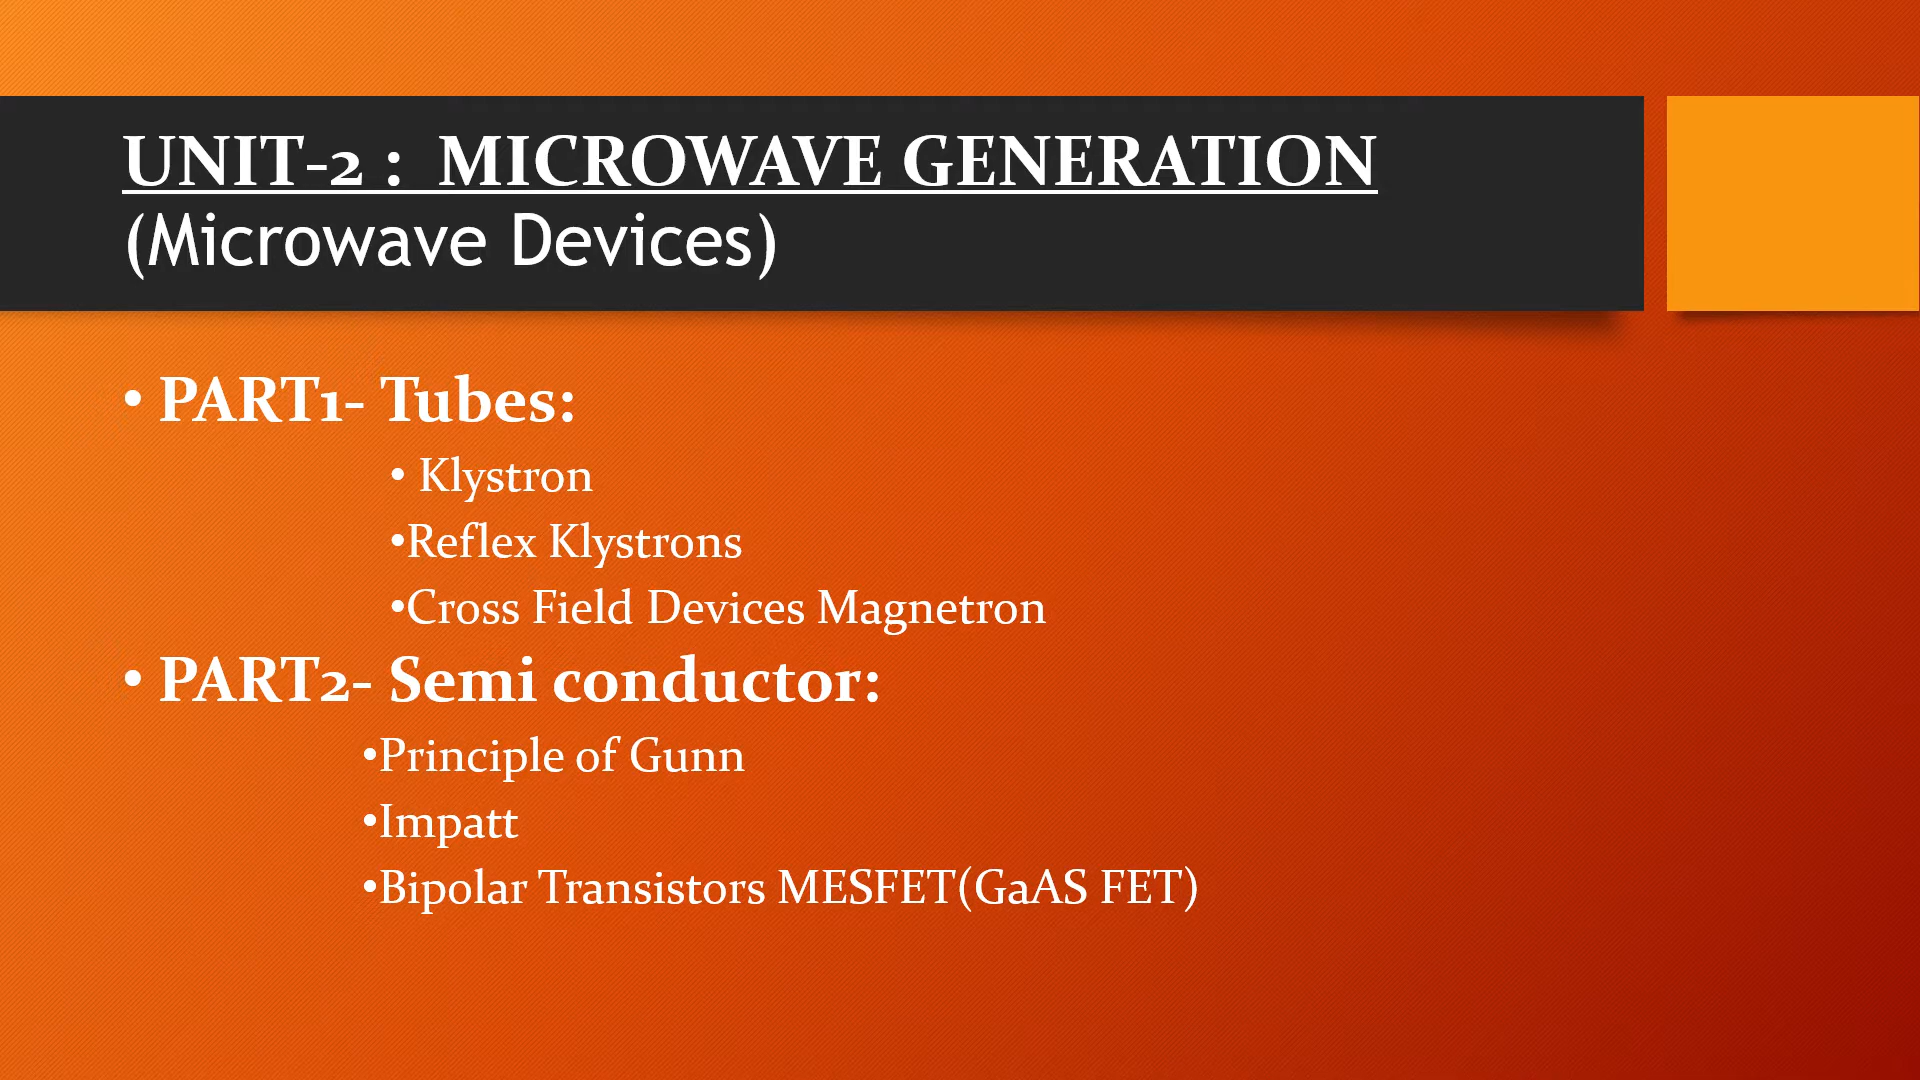 UNIT-2 : MICROWAVE GENERATION
(Microwave Devices)
• PART1- Tubes:
• Klystron
•Reflex Klystrons
•Cross Field Devices Magnetron
• PART2- Semi conductor:
•Principle of Gunn
•Impatt
•Bipolar Transistors MESFET(GaAS FET)